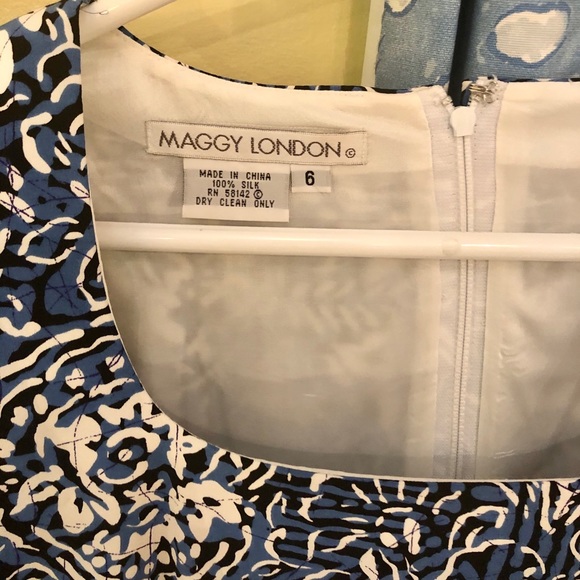 MAGGY LONDON ©
MADE IN CHINA
100% SILK
RN 58142 ©
DRY CLEAN ONLY
6